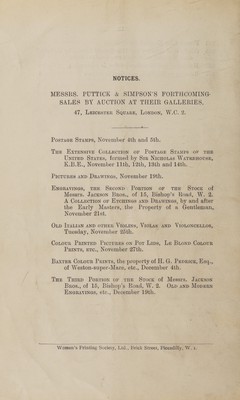 NOTICES.
MESSRS. PUTTICK & SIMPSON'S FORTHCOMING
SALES BY AUCTION AT THEIR GALLERIES,
47, LEICESTER SQUARE, LONDON, W.C. 2.
POSTAGE STAMPS, November 4th and 5th.
THE EXTENSIVE COLLECTION OF POSTAGE STAMPS OF THE
UNITED STATES, formed by SIR NICHOLAS WATERHOUSE,
K.B.E., November 11th, 12th, 13th and 14th.
PICTURES AND DRAWINGS, November 19th.
ENGRAVINGS, THE SECOND PORTION OF THE STOCK of
Messrs. JACKSON BROS., of 15, Bishop's Road, W. 2.
A COLLECTION OF ETCHINGS AND DRAWINGS, by and after
the Early Masters, the Property of a Gentleman,
November 21st.
OLD ITALIAN AND OTHER VIOLINS, VIOLAS AND VIOLONCELLOS,
Tuesday, November 25th.
COLOUR PRINTED PICTURES ON POT LIDS, LE BLOND COLOUR
PRINTS, ETC., November 27th.
BAXTER COLOUR PRINTS, the property of H. G. PEDRICK, Esq.,
of Weston-super-Mare, etc., December 4th.
THE THIRD PORTION OF THE STOCK of Messrs. JACKSON
BROS., of 15, Bishop's Road, W. 2. OLD AND MODERN
ENGRAVINGS, etc., December 19th.
Women's Printing Society, Ltd., Brick Street, Piccadilly, W. 1.